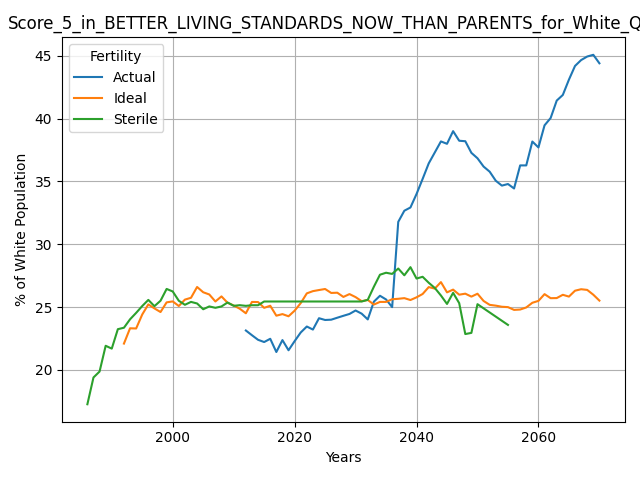 Score_5_in_BETTER_LIVING_STANDARDS_NOW_THAN_PARENTS_for_White_Q
45
40
35
30
25
20
% of White Population
Fertility
Actual
Ideal
Sterile
2000
2020
2040
2060
Years